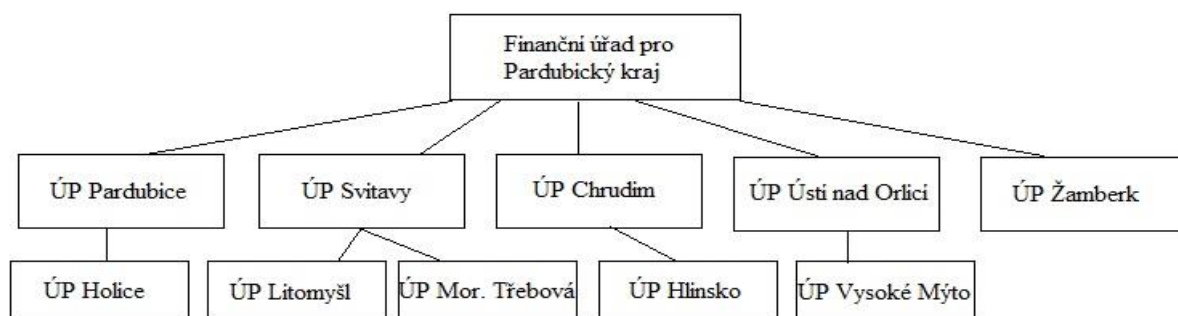 Finanční úřad pro
Pardubický kraj
ÚP Pardubice
ÚP Svitavy
ÚP Chrudim
ÚP Ústí nad Orlicí
ÚP Žamberk
ÚP Holice
ÚP Litomyšl
ÚP Mor. Třebová
ÚP Hlinsko
ÚP Vysoké Mýto